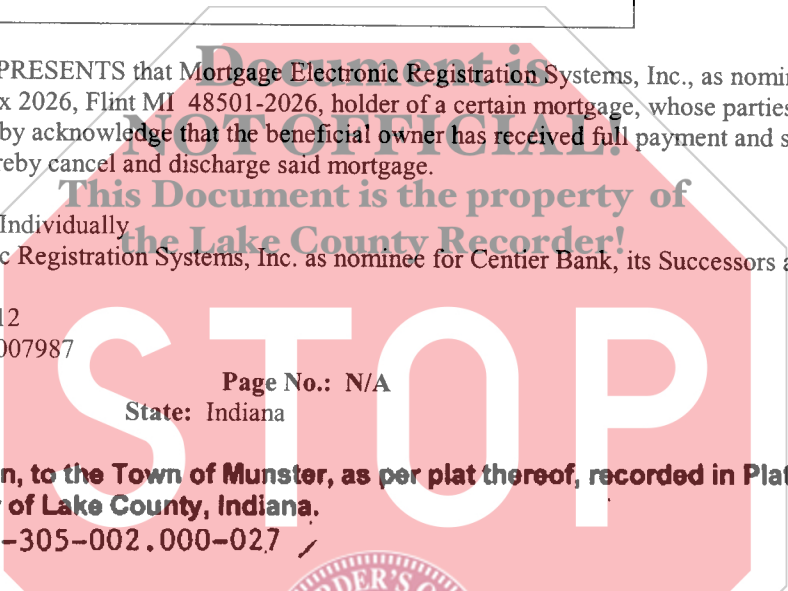 Document is
PRESENTS that Mortgage Electronic Registration Systems, Inc., as nomi
x 2026, Flint MI 48501-2026, holder of a certain mortgage, whose parties
NOT OFFICIAL!
by acknowledge that the beneficial owner has received full payment and s
reby cancel and discharge said mortgage.
This Document is the property of
Individually
the Lake County Recorder!
c Registration Systems, Inc. as nominee for Centier Bank, its Successors a
12
007987
Page No.: N/A
State: Indiana
STOP
n, to the Town of Munster, as per plat thereof, recorded in Plat
of Lake County, Indiana.
-305-002.000-027
RDER'S O